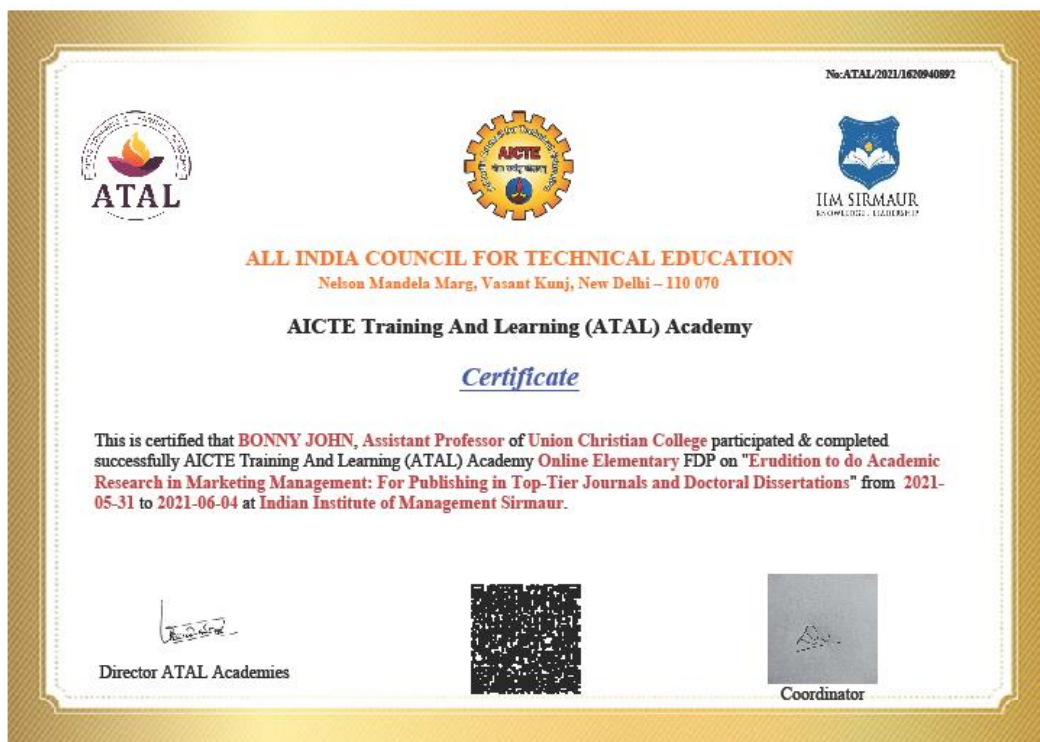 No:ATAL/2021/1620940892
ATAL
AICTE
IIM SIRMAUR
ALL INDIA COUNCIL FOR TECHNICAL EDUCATION
Nelson Mandela Marg, Vasant Kunj, New Delhi – 110 070
AICTE Training And Learning (ATAL) Academy
Certificate
This is certified that BONNY JOHN, Assistant Professor of Union Christian College participated & completed
successfully AICTE Training And Learning (ATAL) Academy Online Elementary FDP on "Erudition to do Academic
Research in Marketing Management: For Publishing in Top-Tier Journals and Doctoral Dissertations" from 2021-
05-31 to 2021-06-04 at Indian Institute of Management Sirmaur.
Director ATAL Academies
Coordinator